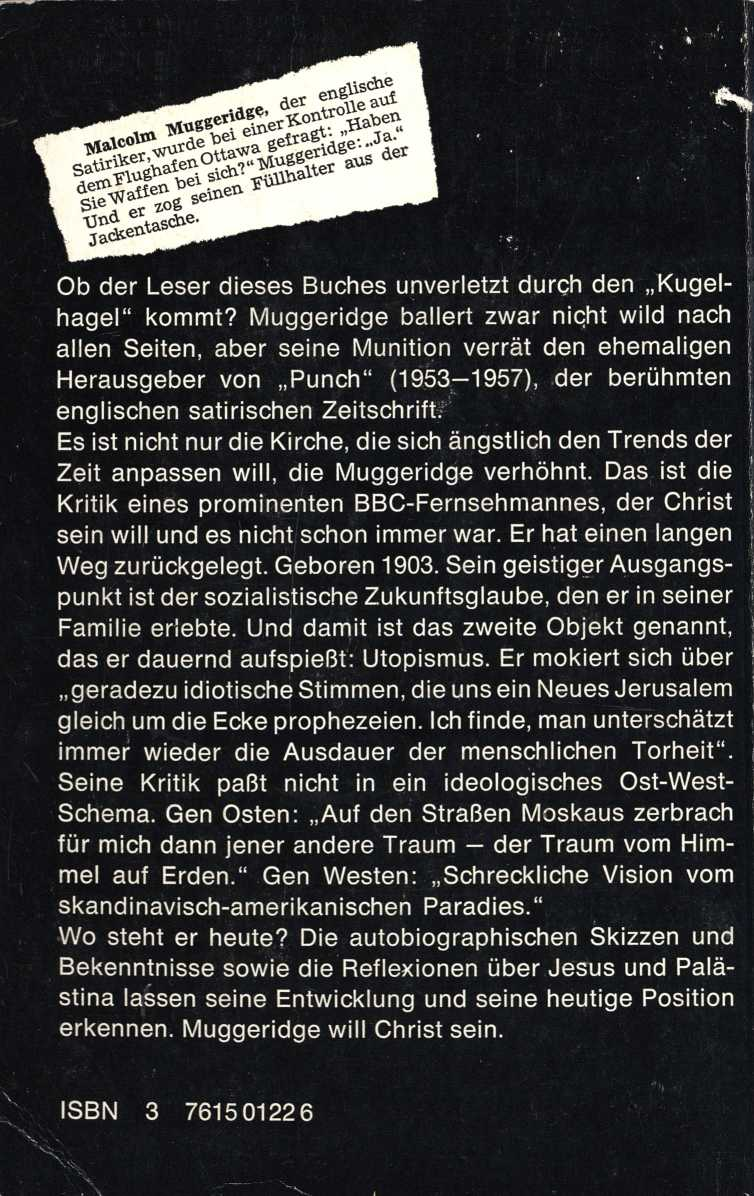 Malcolm Muggeridge, der englische
Satiriker, wurde bei einer Kontrolle auf
dem Flughafen Ottawa gefragt: „Haben
Sie Waffen bei sich?“ Muggeridge: „Ja.“
Und er zog seinen Füllhalter aus der
Jackentasche.
Ob der Leser dieses Buches unverletzt durch den „Kugel-
hagel“ kommt? Muggeridge ballert zwar nicht wild nach
allen Seiten, aber seine Munition verrät den ehemaligen
Herausgeber von „Punch“ (1953—1957), der berühmten
englischen satirischen Zeitschrift.
Es ist nicht nur die Kirche, die sich ängstlich den Trends der
Zeit anpassen will, die Muggeridge verhöhnt. Das ist die
Kritik eines prominenten BBC-Fernsehmannes, der Christ
sein will und es nicht schon immer war. Er hat einen langen
Weg zurückgelegt. Geboren 1903. Sein geistiger Ausgangs-
punkt ist der sozialistische Zukunftsglaube, den er in seiner
Familie erlebte. Und damit ist das zweite Objekt genannt,
das er dauernd aufspießt: Utopismus. Er mokiert sich über
„geradezu idiotische Stimmen, die uns ein Neues Jerusalem
gleich um die Ecke prophezeien. Ich finde, man unterschätzt
immer wieder die Ausdauer der menschlichen Torheit“.
Seine Kritik paßt nicht in ein ideologisches Ost-West-
Schema. Gen Osten: „Auf den Straßen Moskaus zerbrach
für mich dann jener andere Traum — der Traum vom Him-
mel auf Erden.“ Gen Westen: „Schreckliche Vision vom
skandinavisch-amerikanischen Paradies.“
Wo steht er heute? Die autobiographischen Skizzen und
Bekenntnisse sowie die Reflexionen über Jesus und Palä-
stina lassen seine Entwicklung und seine heutige Position
erkennen. Muggeridge will Christ sein.
ISBN 3 7615 0122 6